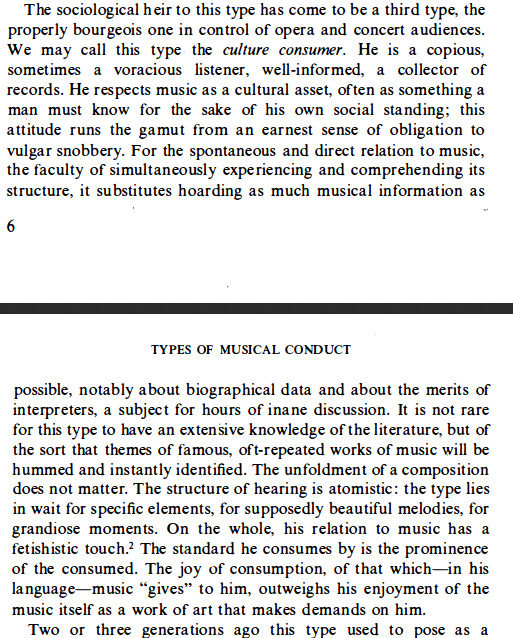 The sociological heir to this type has come to be a third type, the
properly bourgeois one in control of opera and concert audiences.
We may call this type the culture consumer. He is a copious,
sometimes a voracious listener, well-informed, a collector of
records. He respects music as a cultural asset, often as something a
man must know for the sake of his own social standing; this
attitude runs the gamut from an earnest sense of obligation to
vulgar snobbery. For the spontaneous and direct relation to music,
the faculty of simultaneously experiencing and comprehending its
structure, it substitutes hoarding as much musical information as
6
TYPES OF MUSICAL CONDUCT
possible, notably about biographical data and about the merits of
interpreters, a subject for hours of inane discussion. It is not rare
for this type to have an extensive knowledge of the literature, but of
the sort that themes of famous, oft-repeated works of music will be
hummed and instantly identified. The unfoldment of a composition
does not matter. The structure of hearing is atomistic: the type lies
in wait for specific elements, for supposedly beautiful melodies, for
grandiose moments. On the whole, his relation to music has a
fetishistic touch.² The standard he consumes by is the prominence
of the consumed. The joy of consumption, of that which—in his
language—music “gives” to him, outweighs his enjoyment of the
music itself as a work of art that makes demands on him.
Two or three generations ago this type used to pose as a